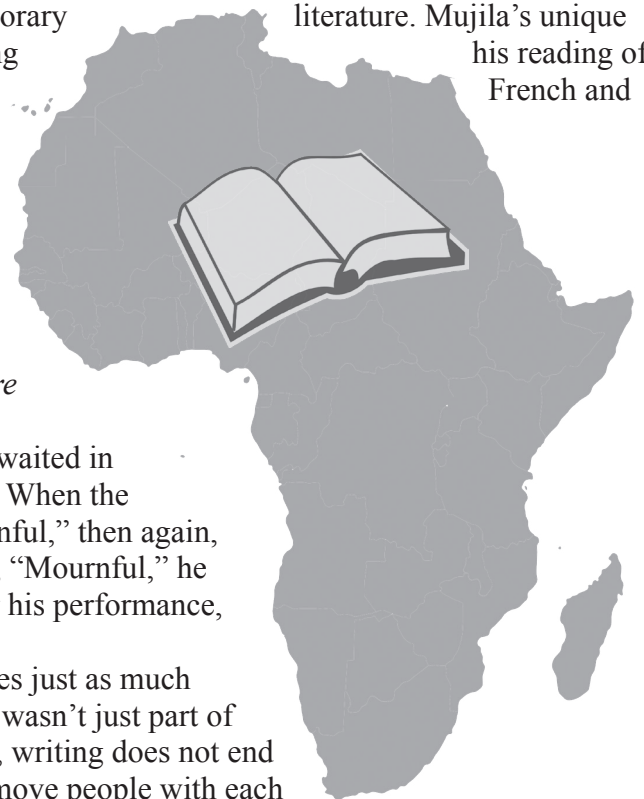 orary literature. Mujila’s unique
ng his reading of
French and
re
waited in
When the
nful,” then again,
“Mournful,” he
his performance,
es just as much
wasn’t just part of
, writing does not end
move people with each